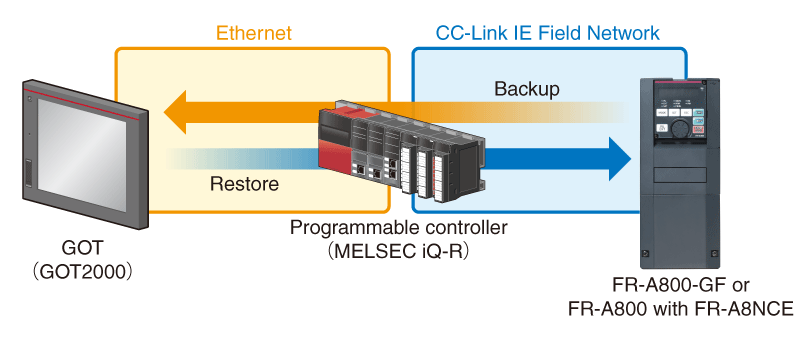 Ethernet
CC-Link IE Field Network
Backup
Restore
Programmable controller
(MELSEC iQ-R)
GOT
(GOT2000)
FR-A800-GF or
FR-A800 with FR-A8NCE